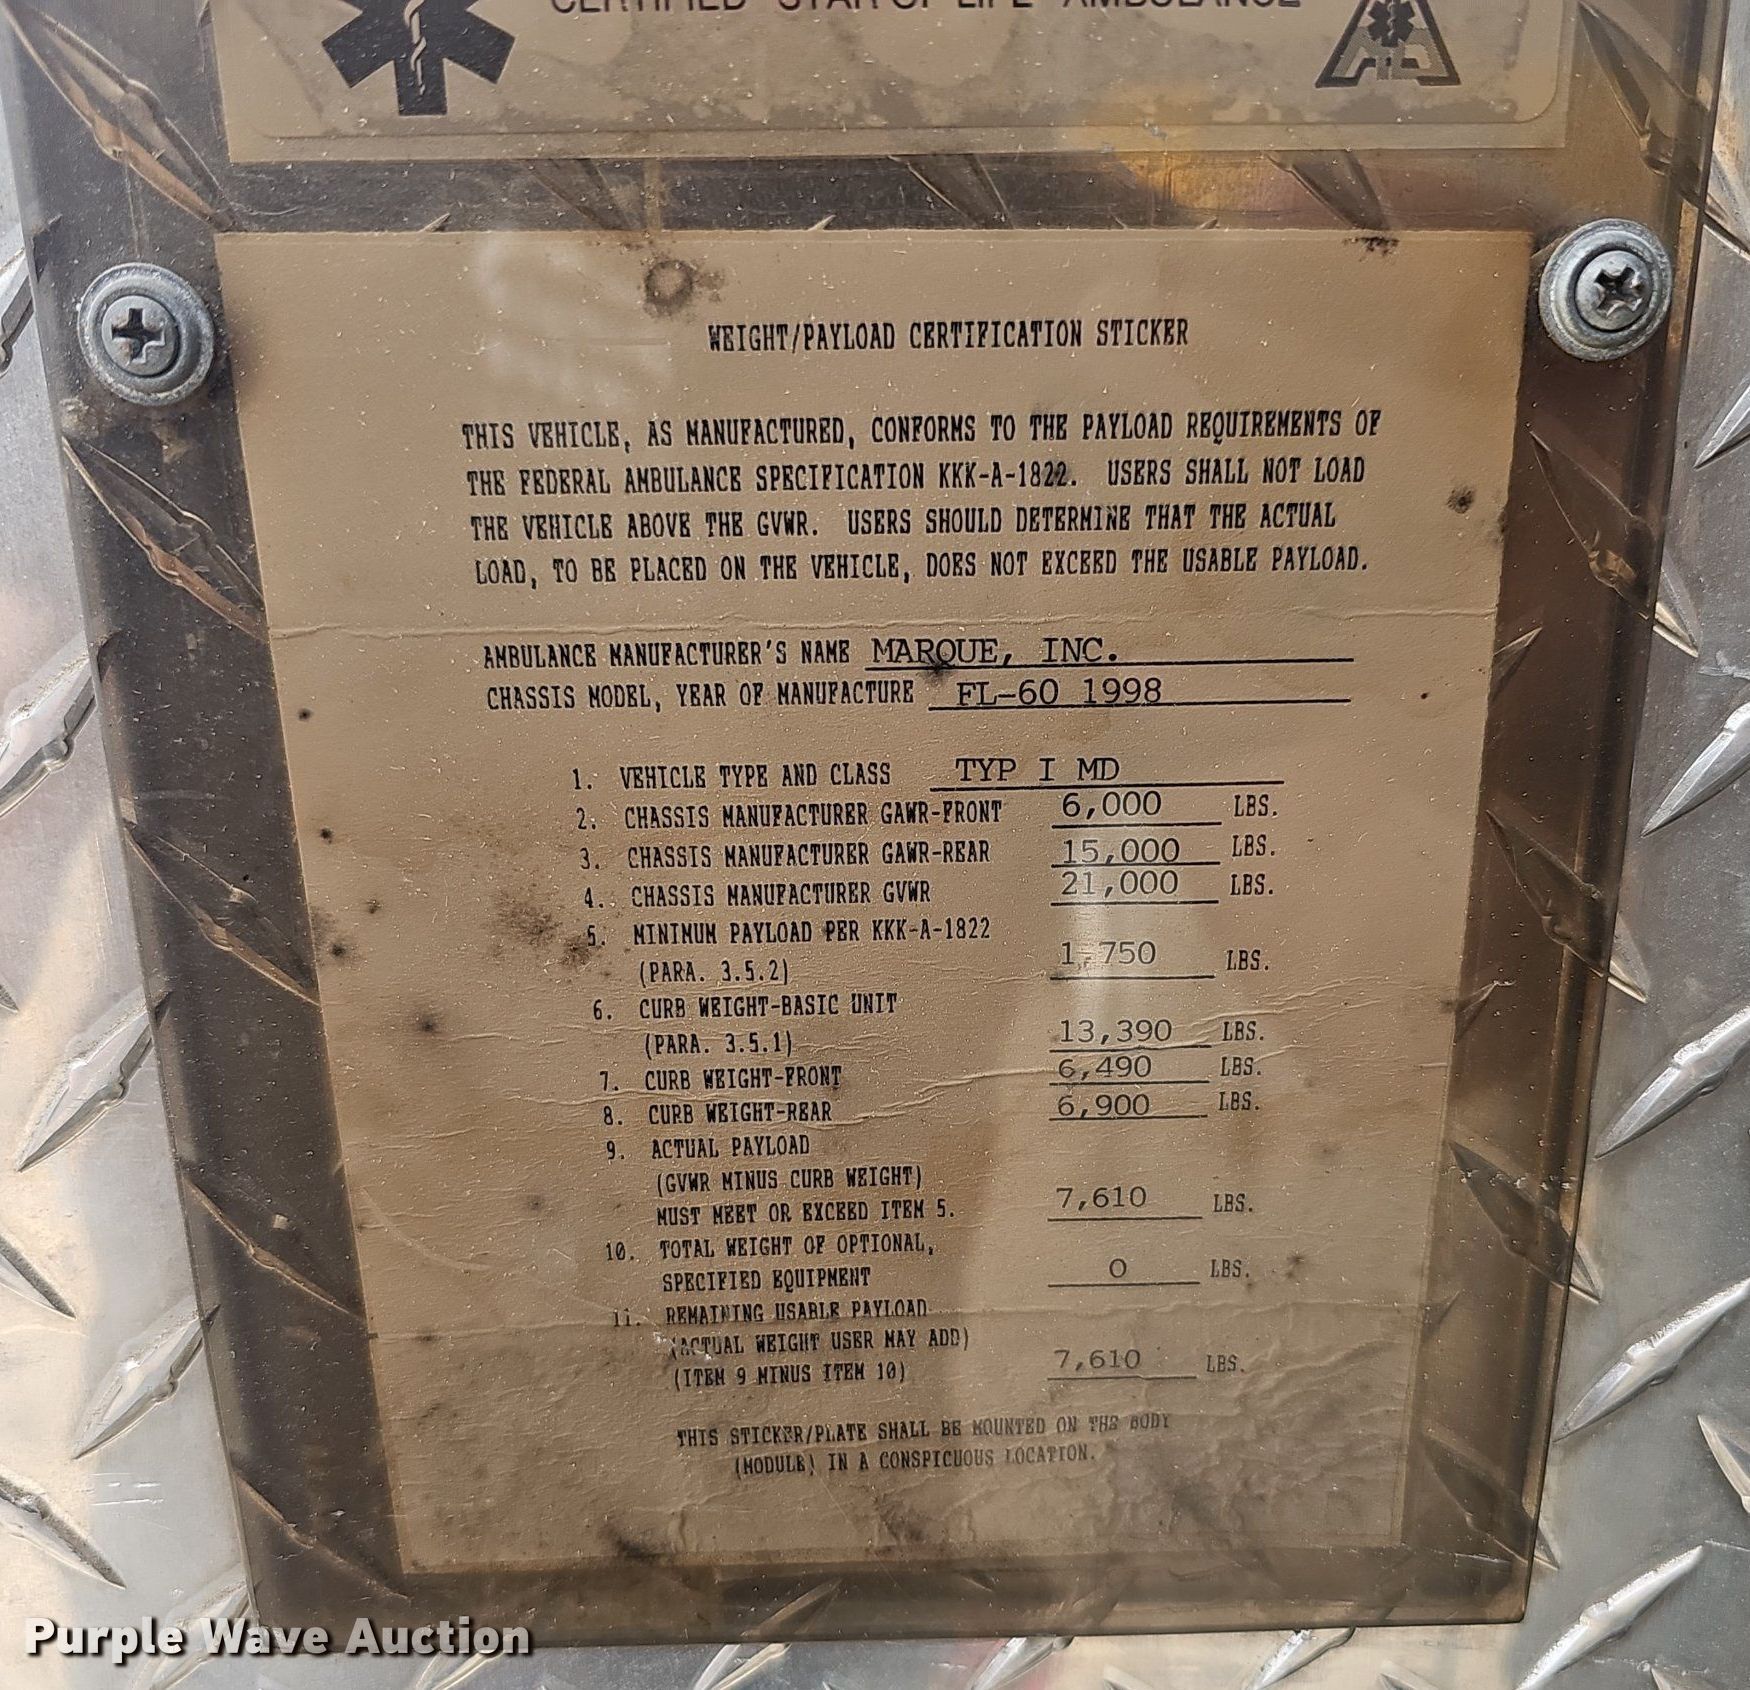 CERTIFIED STAR OF LIFE AMBULANCE
WEIGHT/PAYLOAD CERTIFICATION STICKER
THIS VEHICLE, AS MANUFACTURED, CONFORMS TO THE PAYLOAD REQUIREMENTS OF
THE FEDERAL AMBULANCE SPECIFICATION KKK-A-1822. USERS SHALL NOT LOAD
THE VEHICLE ABOVE THE GVWR. USERS SHOULD DETERMINE THAT THE ACTUAL
LOAD, TO BE PLACED ON THE VEHICLE, DOES NOT EXCEED THE USABLE PAYLOAD.
AMBULANCE MANUFACTURER'S NAME MARQUE, INC.
CHASSIS MODEL, YEAR OF MANUFACTURE FL-60 1998
1. VEHICLE TYPE AND CLASS TYP I MD
2. CHASSIS MANUFACTURER GAWR-FRONT 6,000 LBS.
3. CHASSIS MANUFACTURER GAWR-REAR 15,000 LBS.
4. CHASSIS MANUFACTURER GVWR 21,000 LBS.
5. MINIMUM PAYLOAD PER KKK-A-1822
(PARA. 3.5.2) 1,750 LBS.
6. CURB WEIGHT-BASIC UNIT
(PARA. 3.5.1) 13,390 LBS.
7. CURB WEIGHT-FRONT 6,490 LBS.
8. CURB WEIGHT-REAR 6,900 LBS.
9. ACTUAL PAYLOAD
(GVWR MINUS CURB WEIGHT)
MUST MEET OR EXCEED ITEM 5. 7,610 LBS.
10. TOTAL WEIGHT OF OPTIONAL,
SPECIFIED EQUIPMENT 0 LBS.
11. REMAINING USABLE PAYLOAD
(ACTUAL WEIGHT USER MAY ADD)
(ITEM 9 MINUS ITEM 10) 7,610 LBS.
THIS STICKER/PLATE SHALL BE MOUNTED ON THE BODY
(MODULE) IN A CONSPICUOUS LOCATION.
Purple Wave Auction